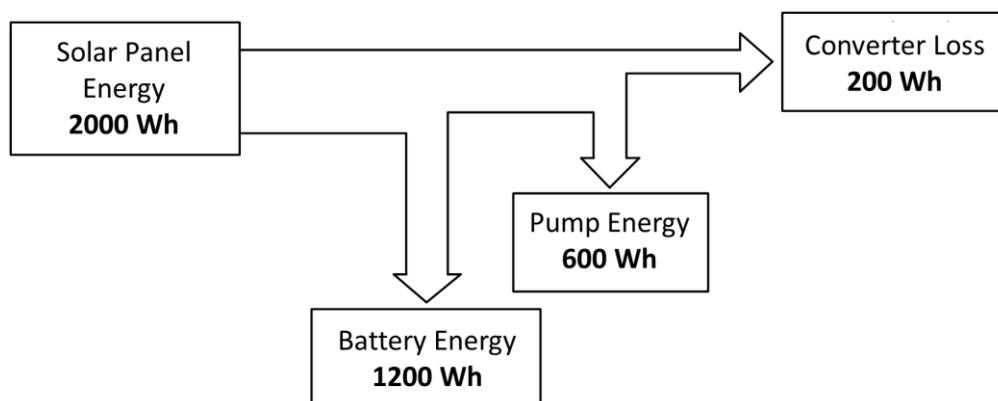 Solar Panel
Energy
2000 Wh
Converter Loss
200 Wh
Pump Energy
600 Wh
Battery Energy
1200 Wh